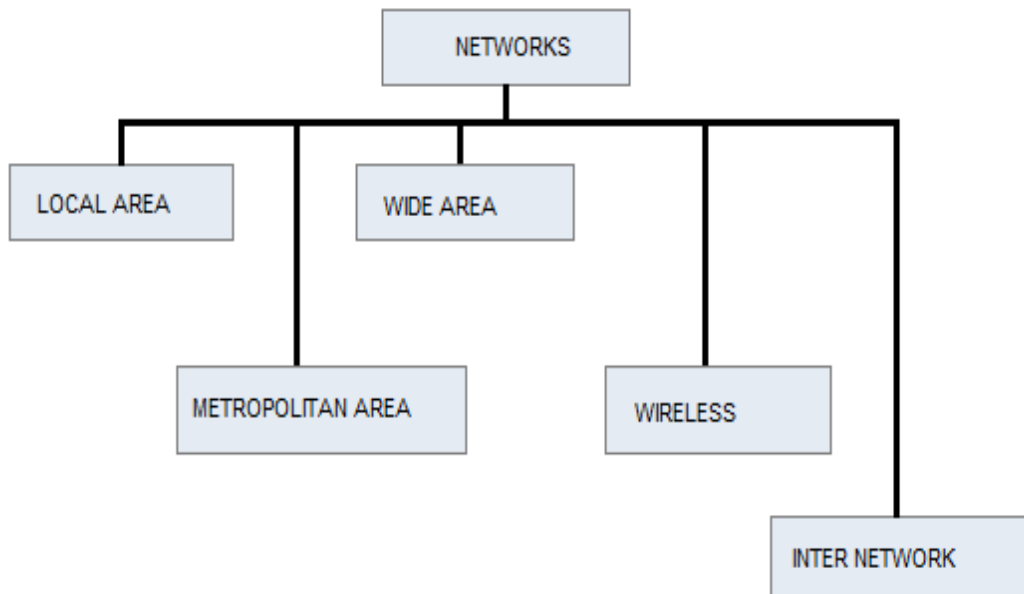 NETWORKS
LOCAL AREA
WIDE AREA
METROPOLITAN AREA
WIRELESS
INTER NETWORK